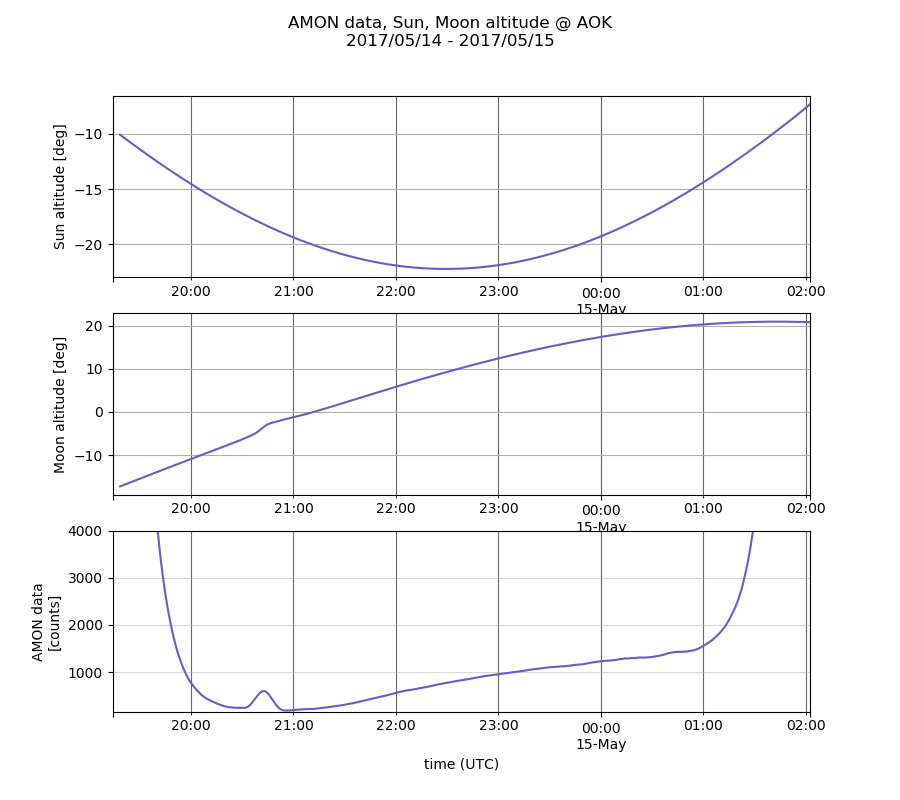 AMON data, Sun, Moon altitude @ AOK
2017/05/14 - 2017/05/15
Sun altitude [deg]
−10
−15
−20
20:00 21:00 22:00 23:00 00:00 01:00 02:00
15-May
Moon altitude [deg]
20
10
0
−10
20:00 21:00 22:00 23:00 00:00 01:00 02:00
15-May
AMON data
[counts]
4000
3000
2000
1000
20:00 21:00 22:00 23:00 00:00 01:00 02:00
15-May
time (UTC)